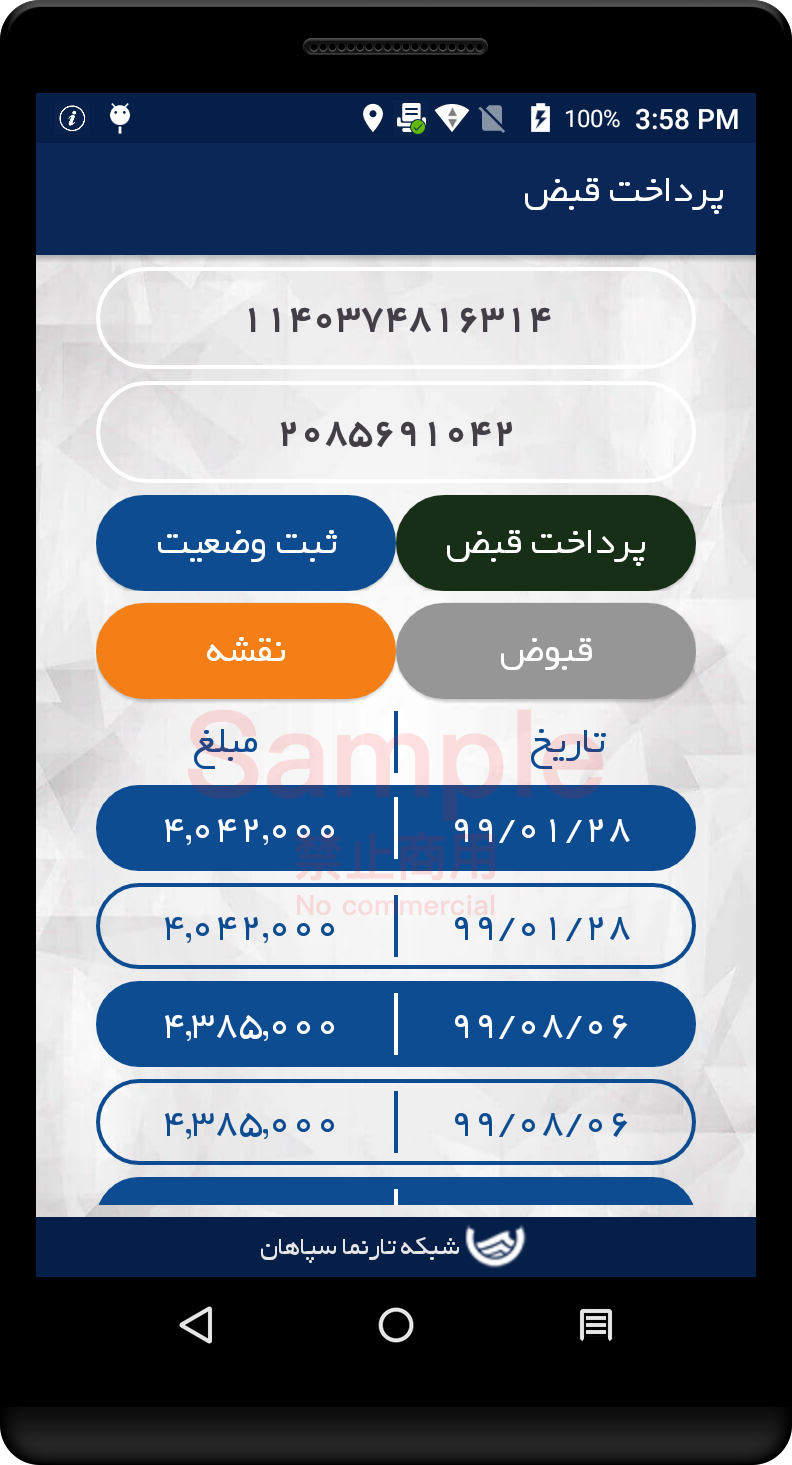 100% 3:58 PM
پرداخت قبض
۱۱۴۰۳۷۴۸۱۶۳۱۴
۲۰۸۵۶۹۱۰۴۲
پرداخت قبض ثبت وضعیت
قبوض نقشه
تاریخ مبلغ
Sample
۹۹/۰۱/۲۸ ۴,۰۴۲,۰۰۰
禁止商用
No commercial
۹۹/۰۱/۲۸ ۴,۰۴۲,۰۰۰
۹۹/۰۸/۰۶ ۴,۳۸۵,۰۰۰
۹۹/۰۸/۰۶ ۴,۳۸۵,۰۰۰
شبکه تارنما سپاهان